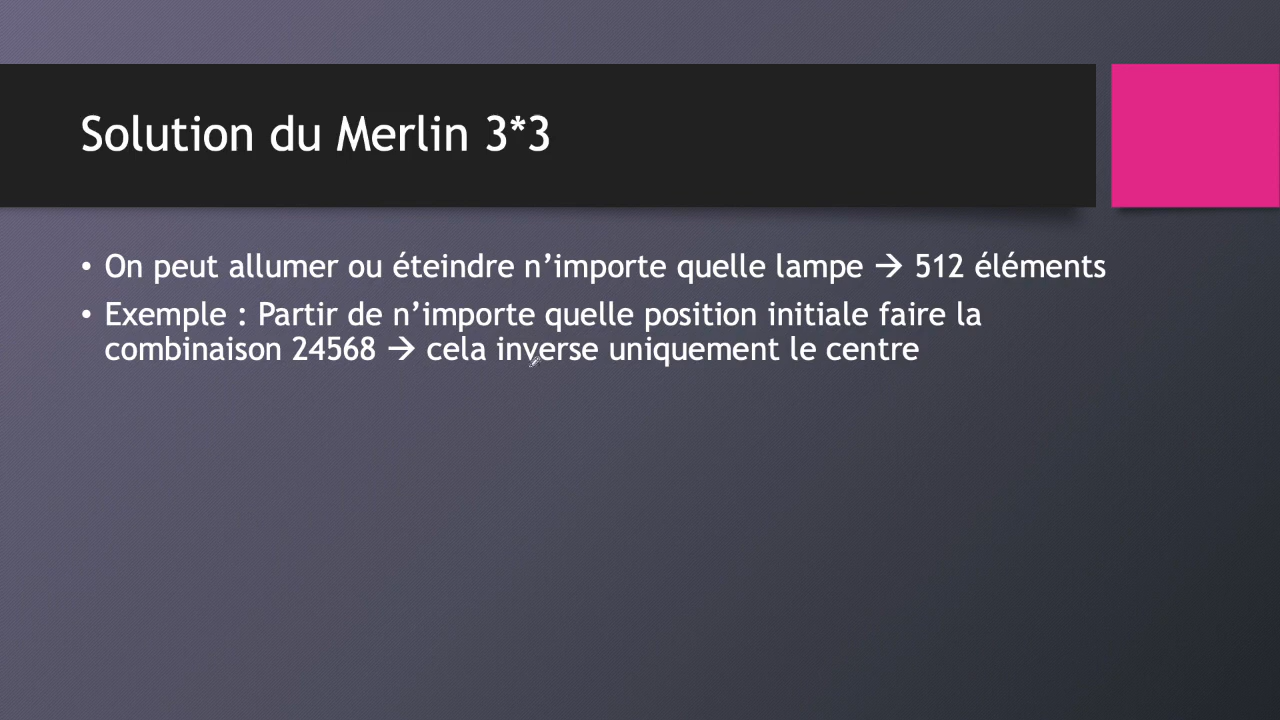 Solution du Merlin 3*3
• On peut allumer ou éteindre n’importe quelle lampe → 512 éléments
• Exemple : Partir de n’importe quelle position initiale faire la
combinaison 24568 → cela inverse uniquement le centre